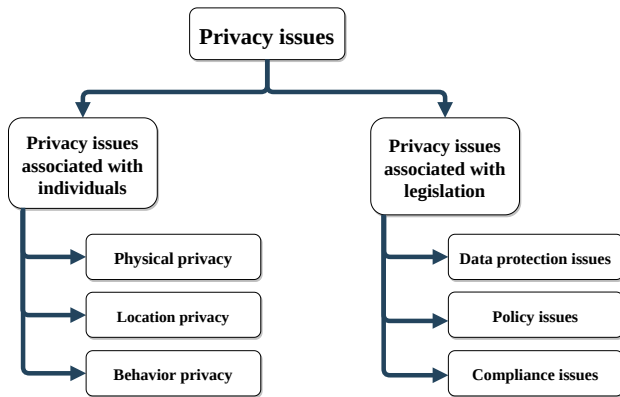 Privacy issues
Privacy issues
associated with
individuals
Physical privacy
Location privacy
Behavior privacy
Privacy issues
associated with
legislation
Data protection issues
Policy issues
Compliance issues